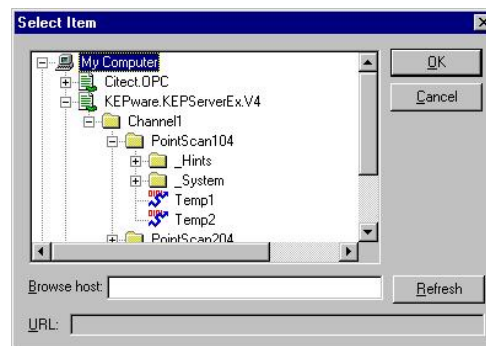 Select Item
My Computer
Citect.OPC
KEPware.KEPServerEx.V4
Channel1
PointScan104
_Hints
_System
Temp1
Temp2
PointScan204
OK
Cancel
Browse host:
Refresh
URL: